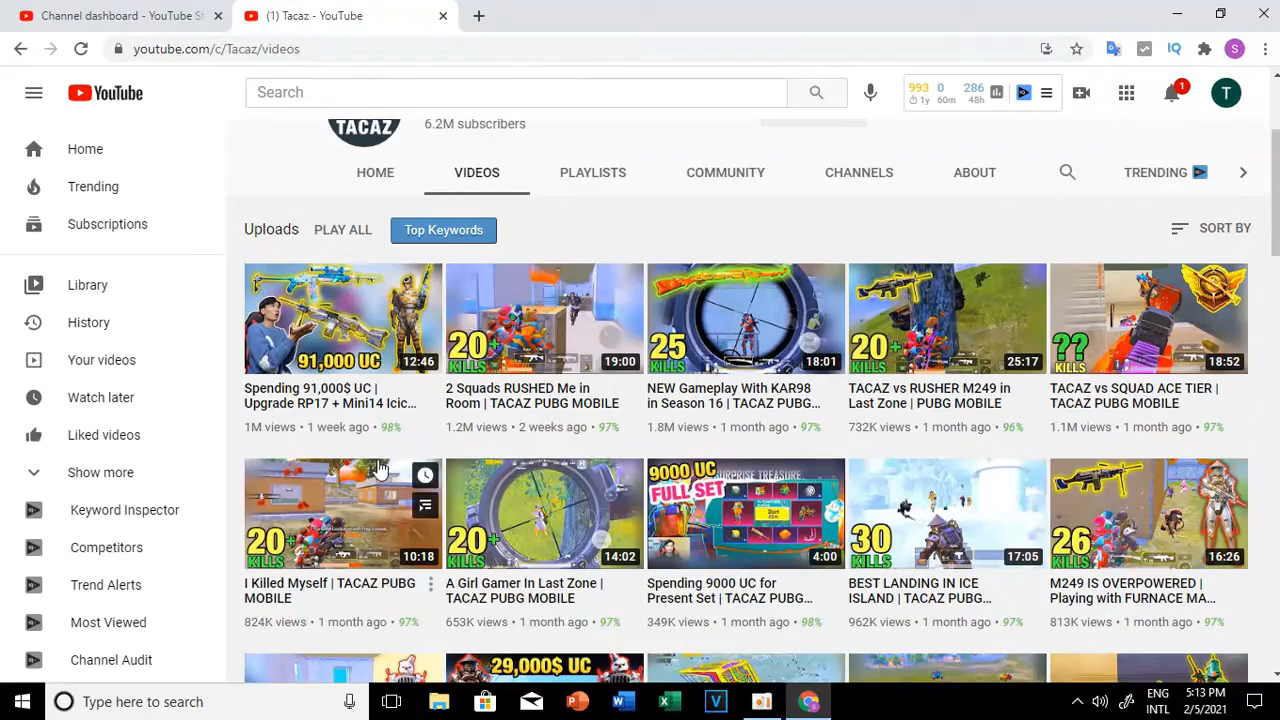 Channel dashboard - YouTube St
(1) Tacaz - YouTube
youtube.com/c/Tacaz/videos
YouTube
Search
993 0 286
1y 60m 48h
1
T
S
TACAZ
6.2M subscribers
HOME VIDEOS PLAYLISTS COMMUNITY CHANNELS ABOUT TRENDING
Home
Trending
Subscriptions
Library
History
Your videos
Watch later
Liked videos
Show more
Keyword Inspector
Competitors
Trend Alerts
Most Viewed
Channel Audit
Uploads PLAY ALL Top Keywords SORT BY
91,000 UC
12:46
Spending 91,000$ UC |
Upgrade RP17 + Mini14 Icic...
1M views • 1 week ago • 98%
20+
KILLS
19:00
2 Squads RUSHED Me in
Room | TACAZ PUBG MOBILE
1.2M views • 2 weeks ago • 97%
25
KILLS
18:01
NEW Gameplay With KAR98
in Season 16 | TACAZ PUBG...
1.8M views • 1 month ago • 97%
20+
KILLS
25:17
TACAZ vs RUSHER M249 in
Last Zone | PUBG MOBILE
732K views • 1 month ago • 96%
??
KILLS
18:52
TACAZ vs SQUAD ACE TIER |
TACAZ PUBG MOBILE
1.1M views • 1 month ago • 97%
20+
KILLS
10:18
I Killed Myself | TACAZ PUBG
MOBILE
824K views • 1 month ago • 97%
20+
KILLS
14:02
A Girl Gamer In Last Zone |
TACAZ PUBG MOBILE
653K views • 1 month ago • 97%
9000 UC
FULL SET
SURPRISE TREASURE
4:00
Spending 9000 UC for
Present Set | TACAZ PUBG...
349K views • 1 month ago • 98%
30
KILLS
17:05
BEST LANDING IN ICE
ISLAND | TACAZ PUBG...
962K views • 1 month ago • 97%
26
KILLS
16:26
M249 IS OVERPOWERED |
Playing with FURNACE MA...
813K views • 1 month ago • 97%
29,000$ UC
Type here to search
ENG
INTL
5:13 PM
2/5/2021